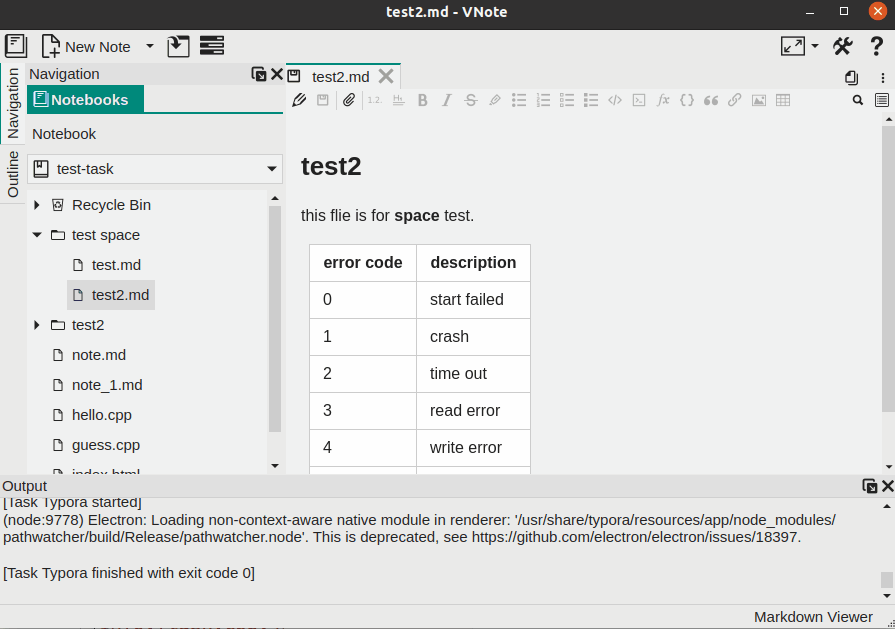 test2.md - VNote
New Note
Navigation
test2.md
Navigation
Outline
Notebooks
Notebook
test-task
Recycle Bin
test space
test.md
test2.md
test2
note.md
note_1.md
hello.cpp
guess.cpp
index.html
1.2.
test2
this flie is for space test.
error code description
0 start failed
1 crash
2 time out
3 read error
4 write error
Output
[Task Typora started]
(node:9778) Electron: Loading non-context-aware native module in renderer: '/usr/share/typora/resources/app/node_modules/
pathwatcher/build/Release/pathwatcher.node'. This is deprecated, see https://github.com/electron/electron/issues/18397.
[Task Typora finished with exit code 0]
Markdown Viewer